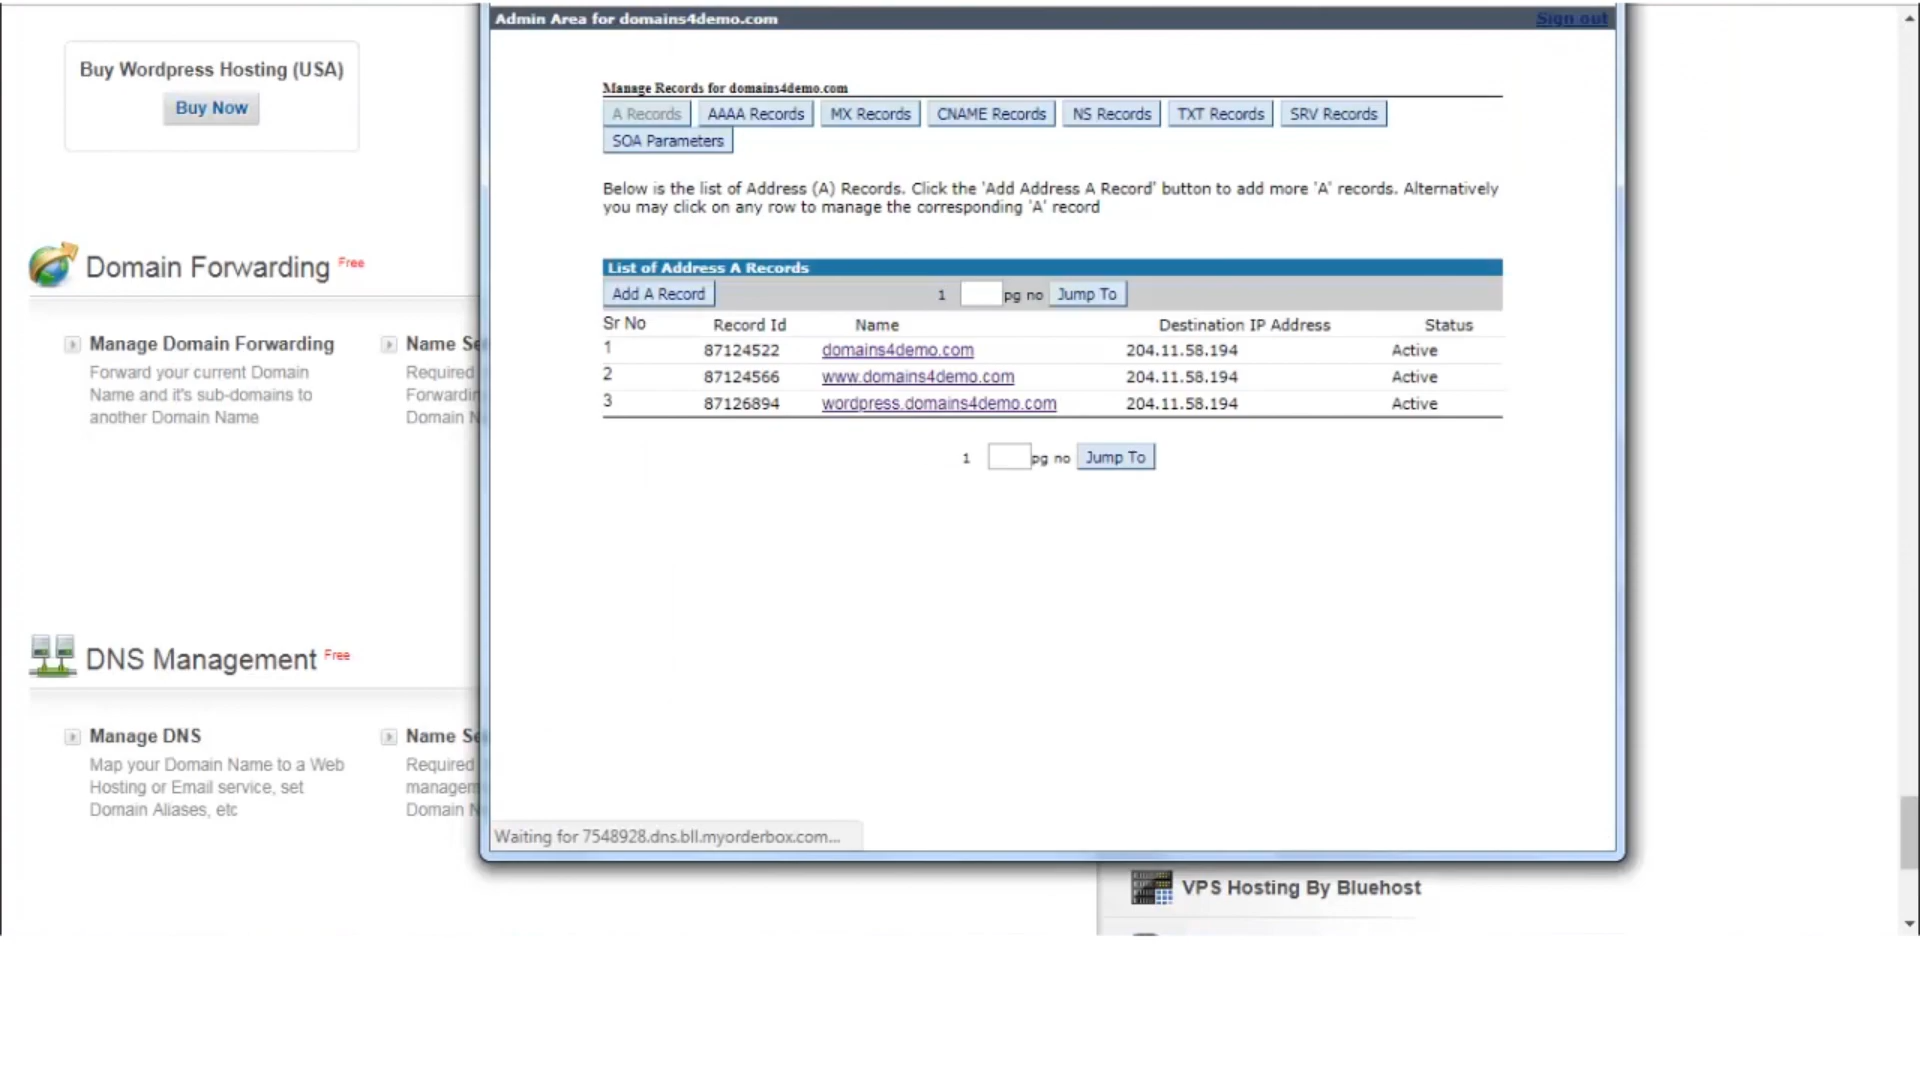 Admin Area for domains4demo.com
Sign out
Buy Wordpress Hosting (USA)
Buy Now
Manage Records for domains4demo.com
A Records AAAA Records MX Records CNAME Records NS Records TXT Records SRV Records
SOA Parameters
Below is the list of Address (A) Records. Click the 'Add Address A Record' button to add more 'A' records. Alternatively
you may click on any row to manage the corresponding 'A' record
List of Address A Records
Add A Record 1 pg no Jump To
Sr No Record Id Name Destination IP Address Status
1 87124522 domains4demo.com 204.11.58.194 Active
2 87124566 www.domains4demo.com 204.11.58.194 Active
3 87126894 wordpress.domains4demo.com 204.11.58.194 Active
1 pg no Jump To
Domain Forwarding Free
Manage Domain Forwarding
Forward your current Domain
Name and it's sub-domains to
another Domain Name
Name
Required
Domain
DNS Management Free
Manage DNS
Map your Domain Name to a Web
Hosting or Email service, set
Domain Aliases, etc
Name
Required
Domain
Waiting for 7548928.dns.bll.myorderbox.com...
VPS Hosting By Bluehost